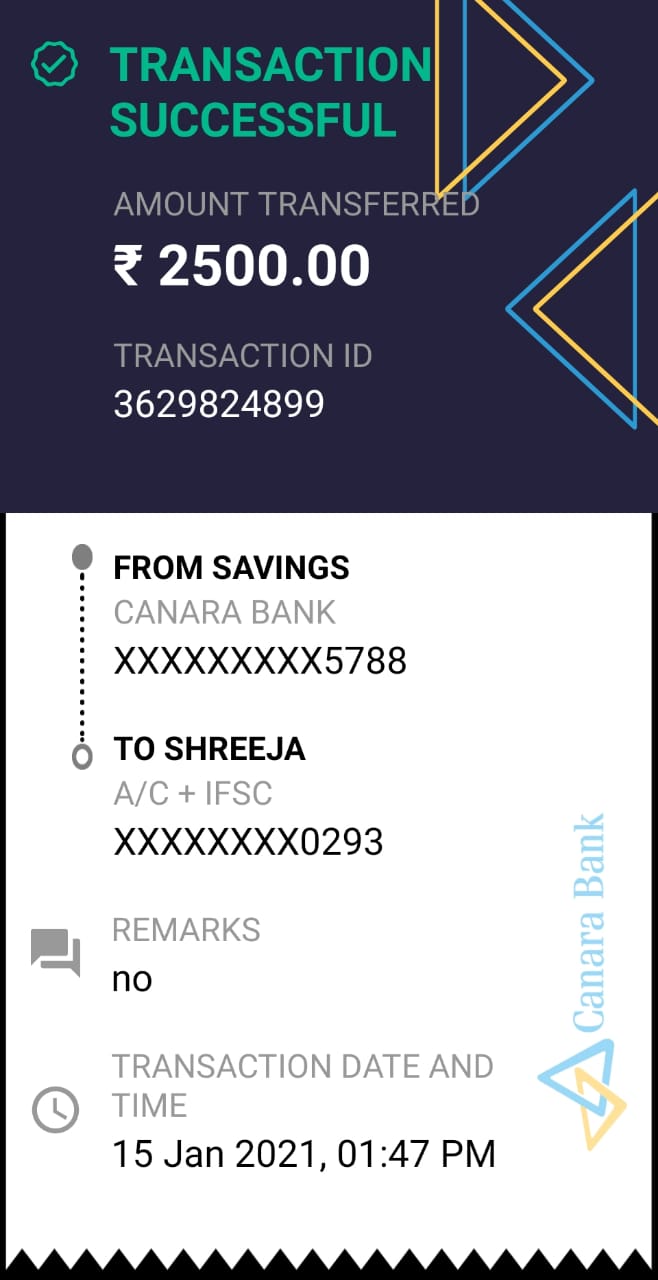 TRANSACTION
SUCCESSFUL
AMOUNT TRANSFERRED
₹ 2500.00
TRANSACTION ID
3629824899
FROM SAVINGS
CANARA BANK
XXXXXXXXX5788
TO SHREEJA
A/C + IFSC
XXXXXXXX0293
REMARKS
no
TRANSACTION DATE AND
TIME
15 Jan 2021, 01:47 PM
Canara Bank